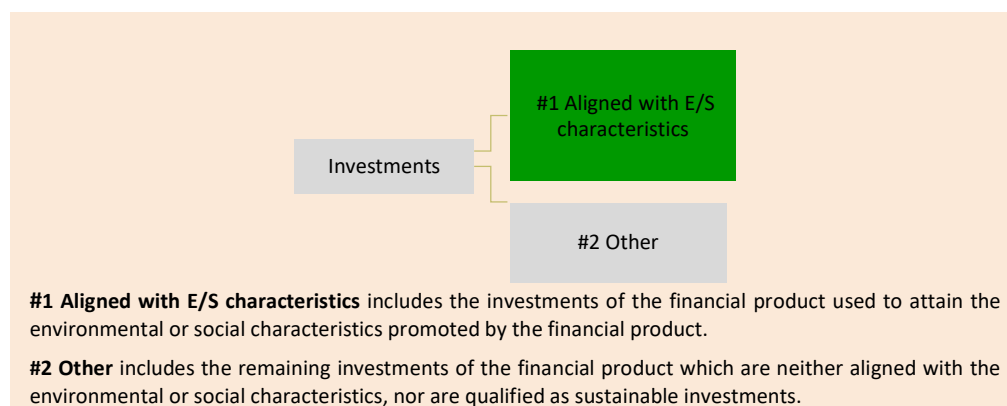 #1 Aligned with E/S
characteristics
Investments
#2 Other
#1 Aligned with E/S characteristics includes the investments of the financial product used to attain the
environmental or social characteristics promoted by the financial product.
#2 Other includes the remaining investments of the financial product which are neither aligned with the
environmental or social characteristics, nor are qualified as sustainable investments.